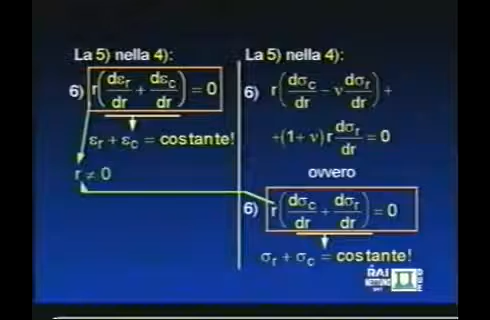 La 5) nella 4):
6) r(dεr/dr + dεc/dr) = 0
εr + εc = costante!
r ≠ 0
La 5) nella 4):
6) r(dσc/dr − ν dσr/dr) +
+(1 + ν) r dσr/dr = 0
ovvero
6) r(dσc/dr + dσr/dr) = 0
σr + σc = costante!
RAI
DUE